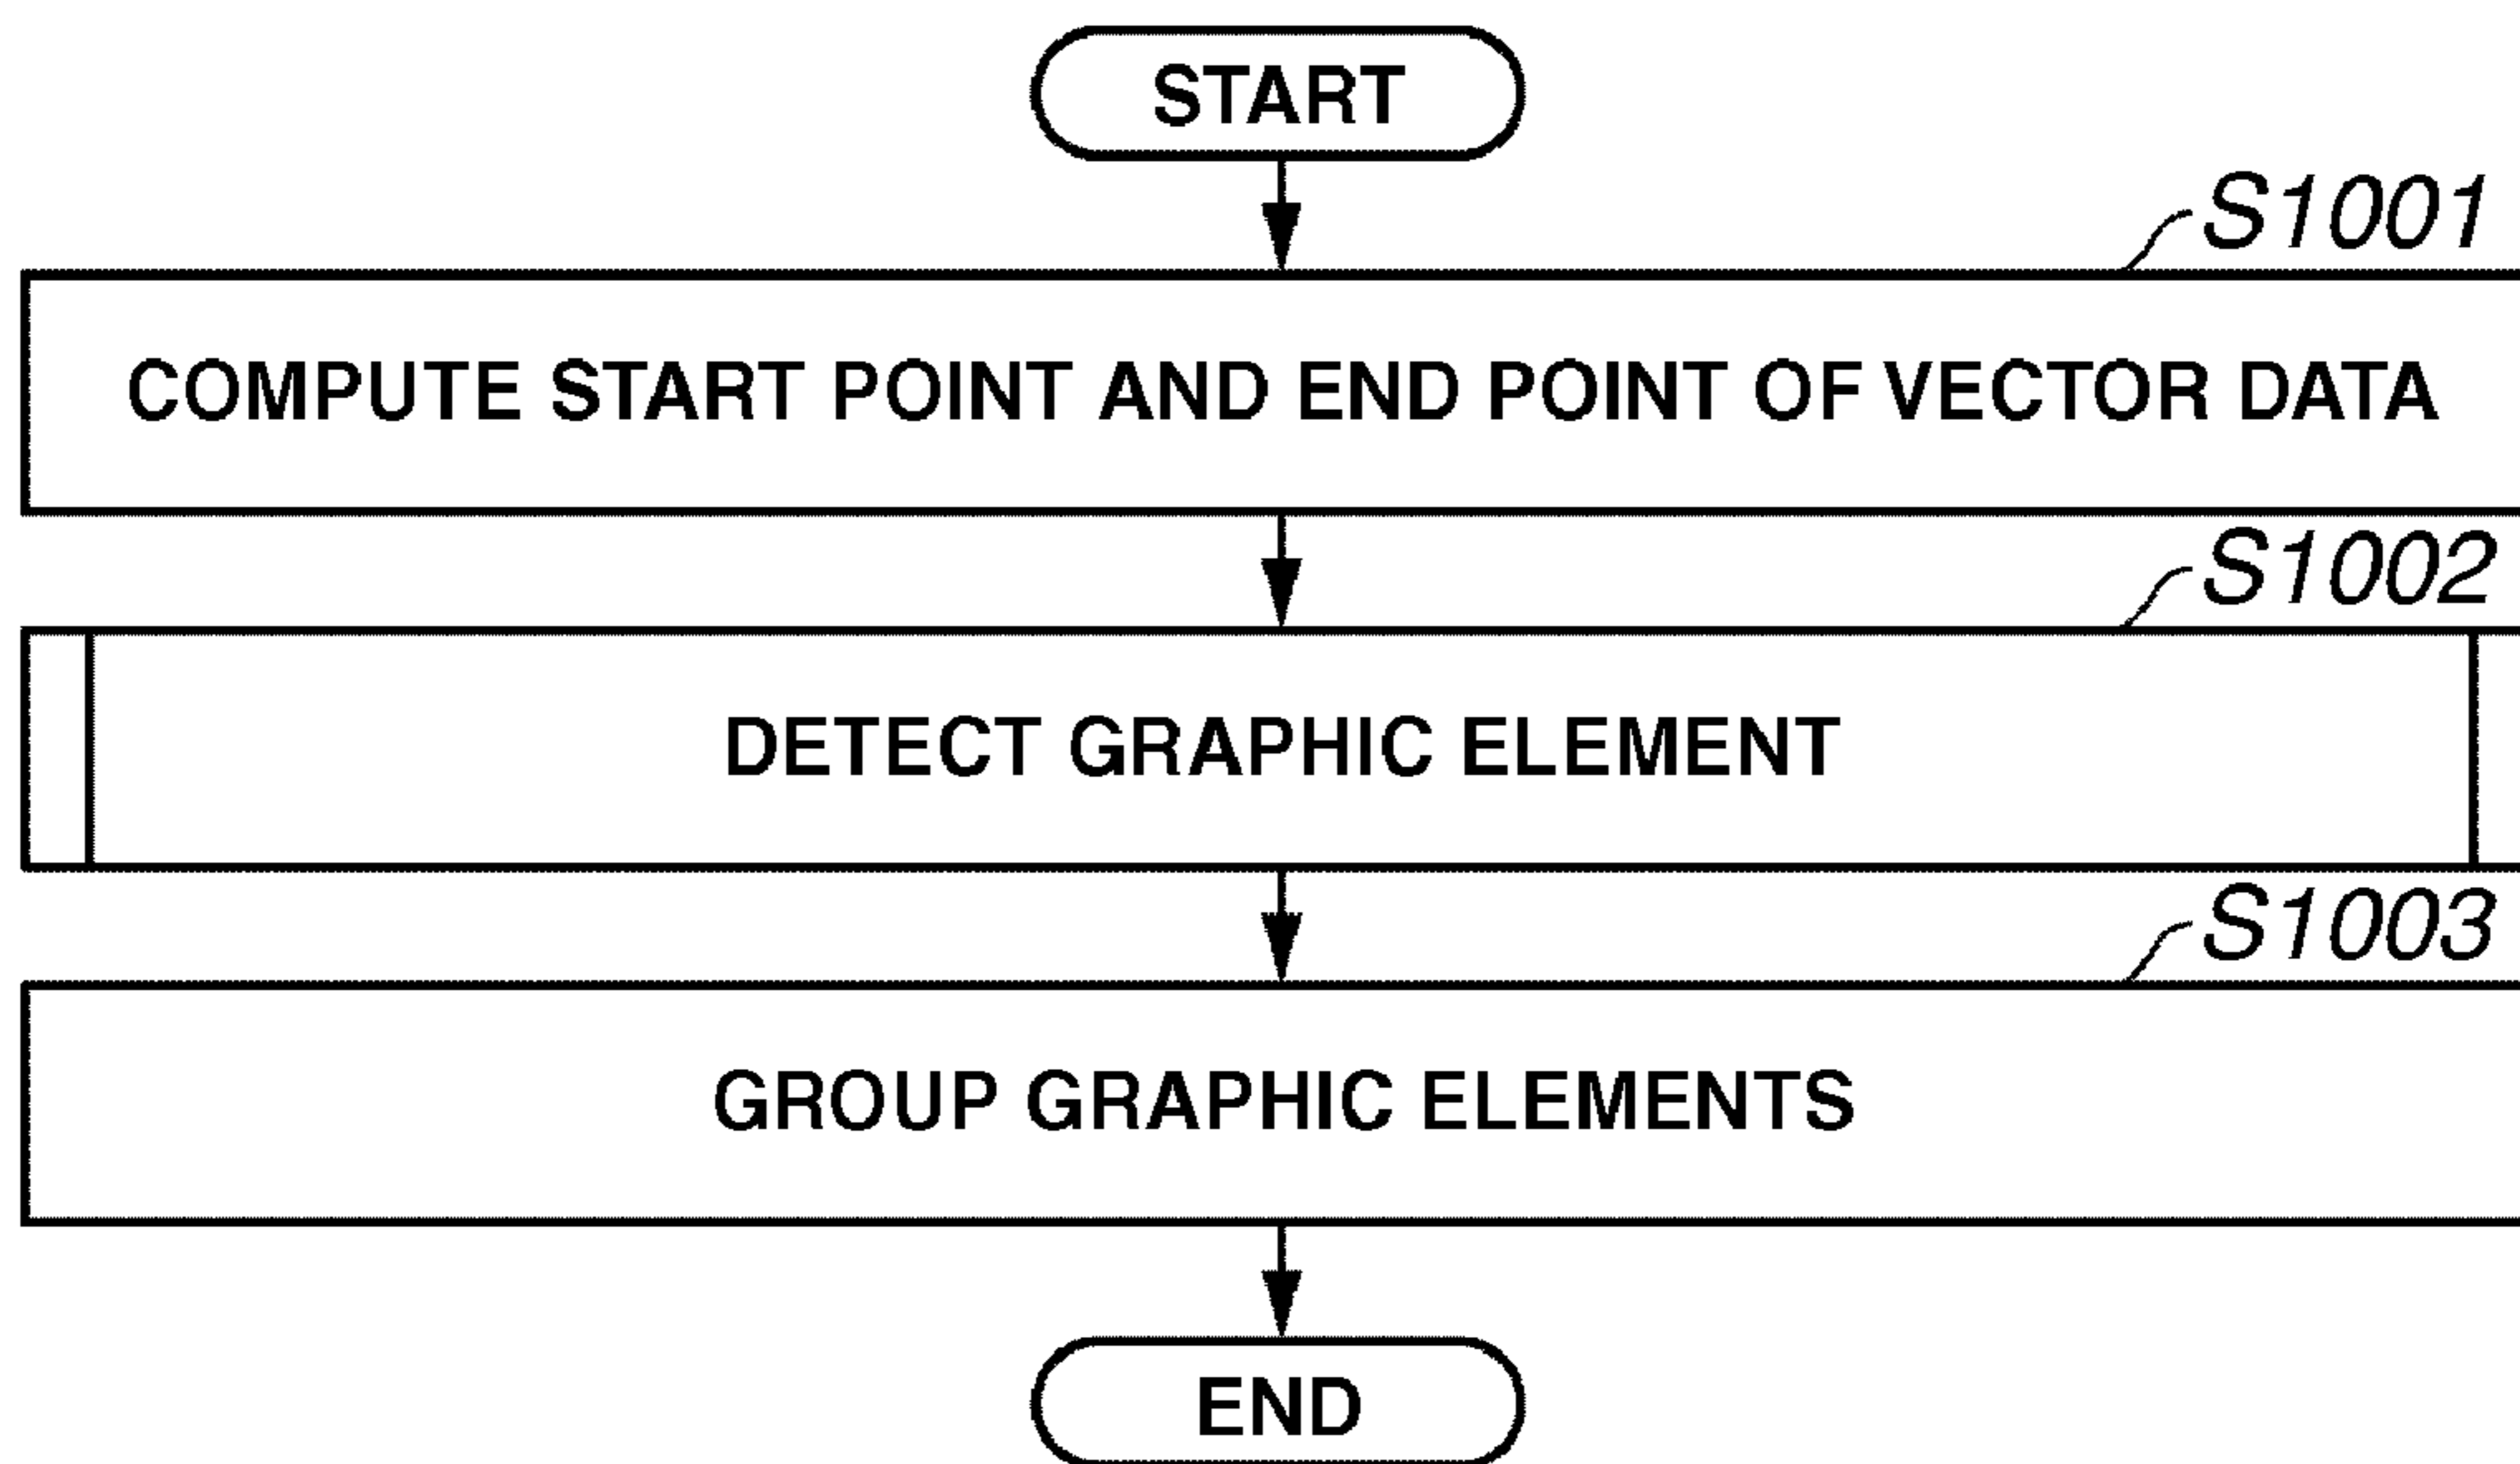 START
S1001
COMPUTE START POINT AND END POINT OF VECTOR DATA
S1002
DETECT GRAPHIC ELEMENT
S1003
GROUP GRAPHIC ELEMENTS
END